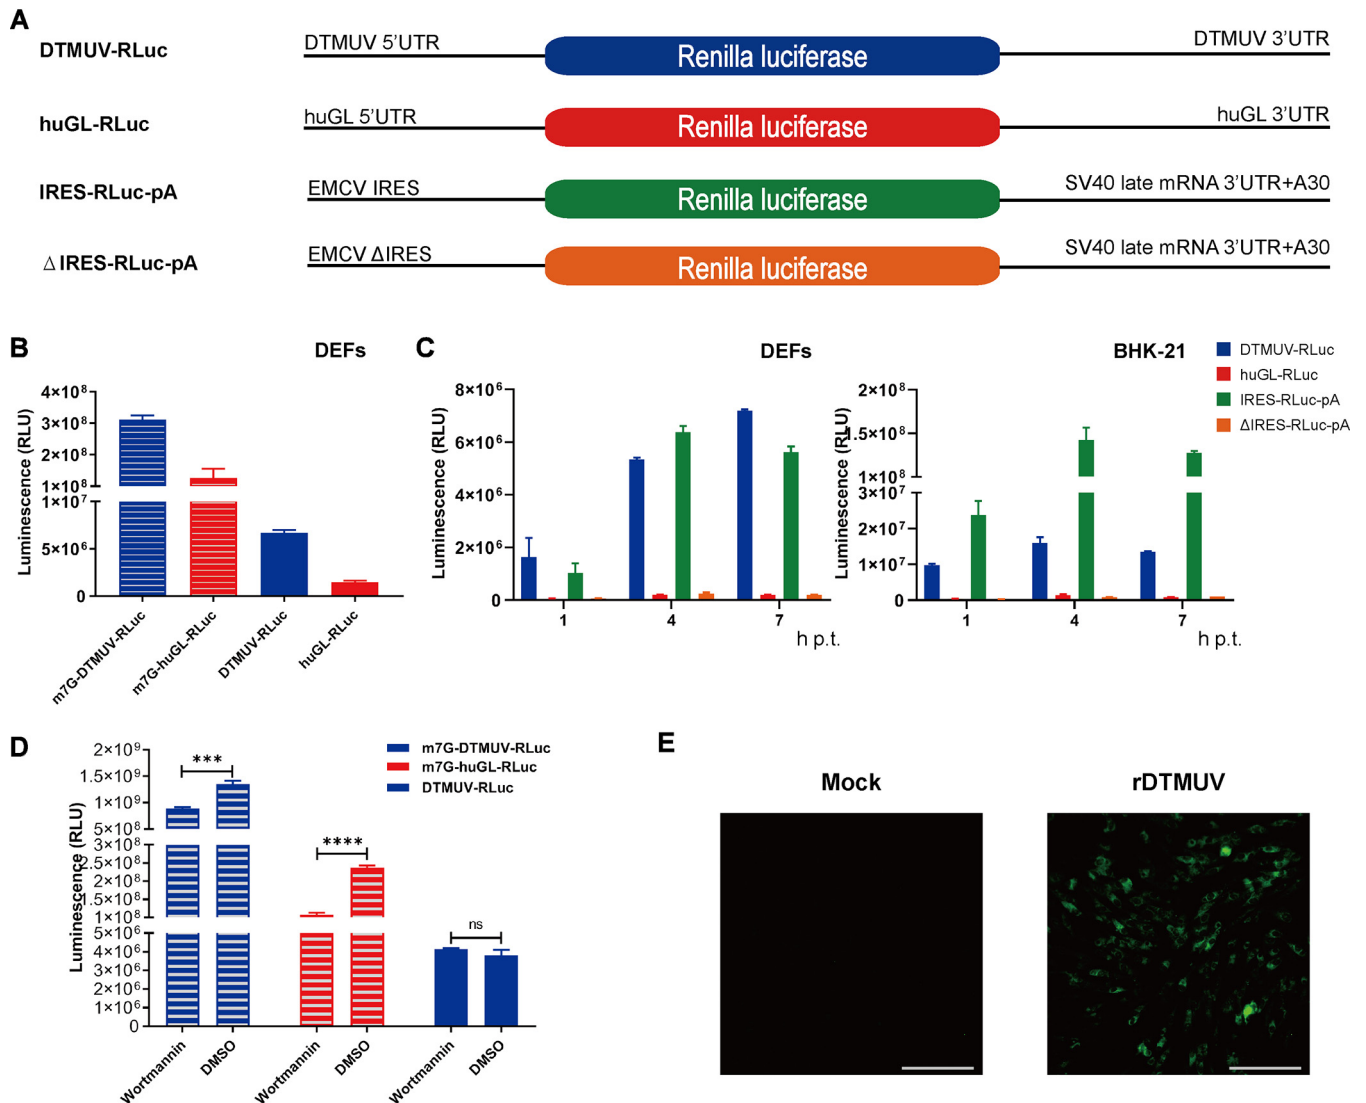 A
DTMUV-RLuc
DTMUV 5'UTR
Renilla luciferase
DTMUV 3'UTR
huGL-RLuc
huGL 5'UTR
Renilla luciferase
huGL 3'UTR
IRES-RLuc-pA
EMCV IRES
Renilla luciferase
SV40 late mRNA 3'UTR+A30
ΔIRES-RLuc-pA
EMCV ΔIRES
Renilla luciferase
SV40 late mRNA 3'UTR+A30
B
DEFs
Luminescence (RLU)
4×10⁸
3×10⁸
2×10⁸
1×10⁸
1×10⁷
5×10⁶
0
m7G-DTMUV-RLuc
m7G-huGL-RLuc
DTMUV-RLuc
huGL-RLuc
C
DEFs
Luminescence (RLU)
8×10⁶
6×10⁶
4×10⁶
2×10⁶
0
1
4
7
h p.t.
BHK-21
Luminescence (RLU)
2×10⁸
1.5×10⁸
1×10⁸
3×10⁷
2×10⁷
1×10⁷
0
1
4
7
h p.t.
DTMUV-RLuc
huGL-RLuc
IRES-RLuc-pA
ΔIRES-RLuc-pA
D
Luminescence (RLU)
2×10⁹
1.5×10⁹
1×10⁹
5×10⁸
3×10⁸
2.5×10⁸
2×10⁸
1.5×10⁸
1×10⁸
5×10⁶
4×10⁶
3×10⁶
2×10⁶
1×10⁶
0
***
****
ns
m7G-DTMUV-RLuc
m7G-huGL-RLuc
DTMUV-RLuc
Wortmannin
DMSO
Wortmannin
DMSO
Wortmannin
DMSO
E
Mock
rDTMUV